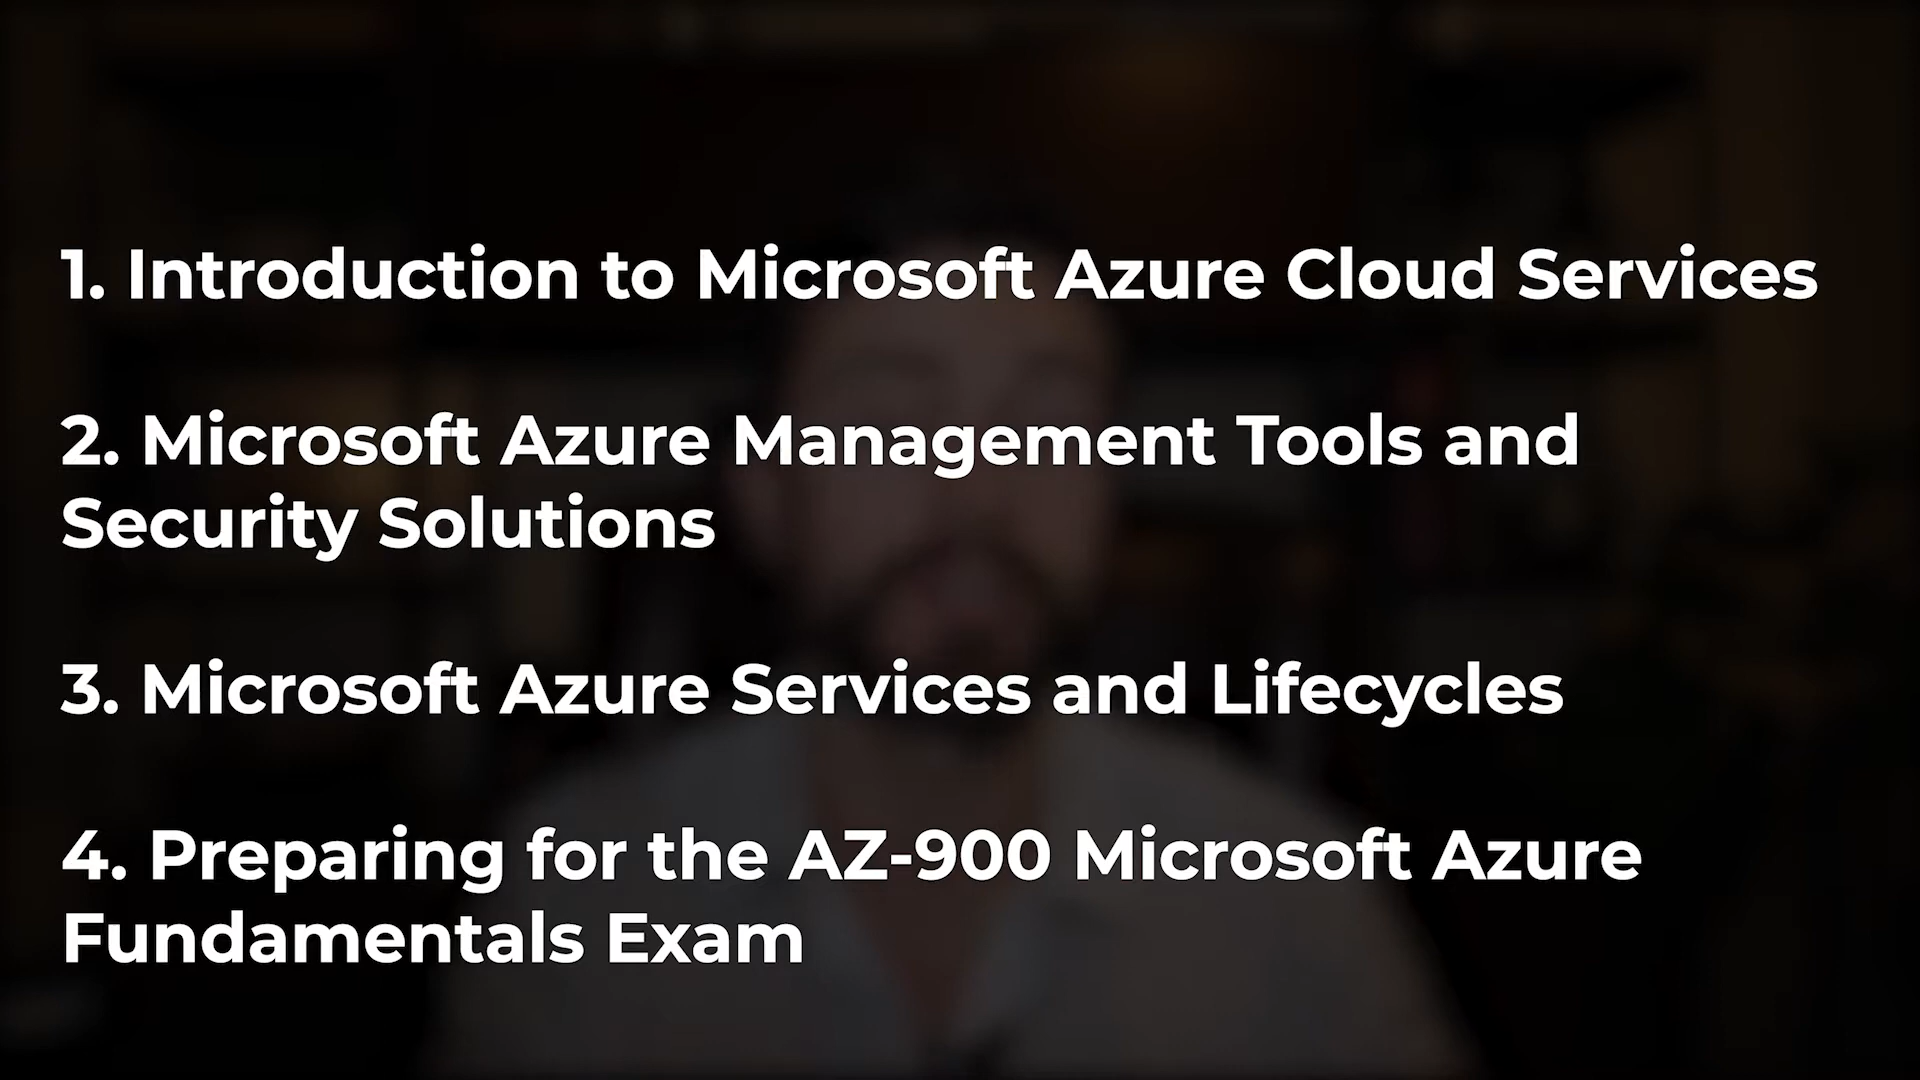 1. Introduction to Microsoft Azure Cloud Services
2. Microsoft Azure Management Tools and
Security Solutions
3. Microsoft Azure Services and Lifecycles
4. Preparing for the AZ-900 Microsoft Azure
Fundamentals Exam